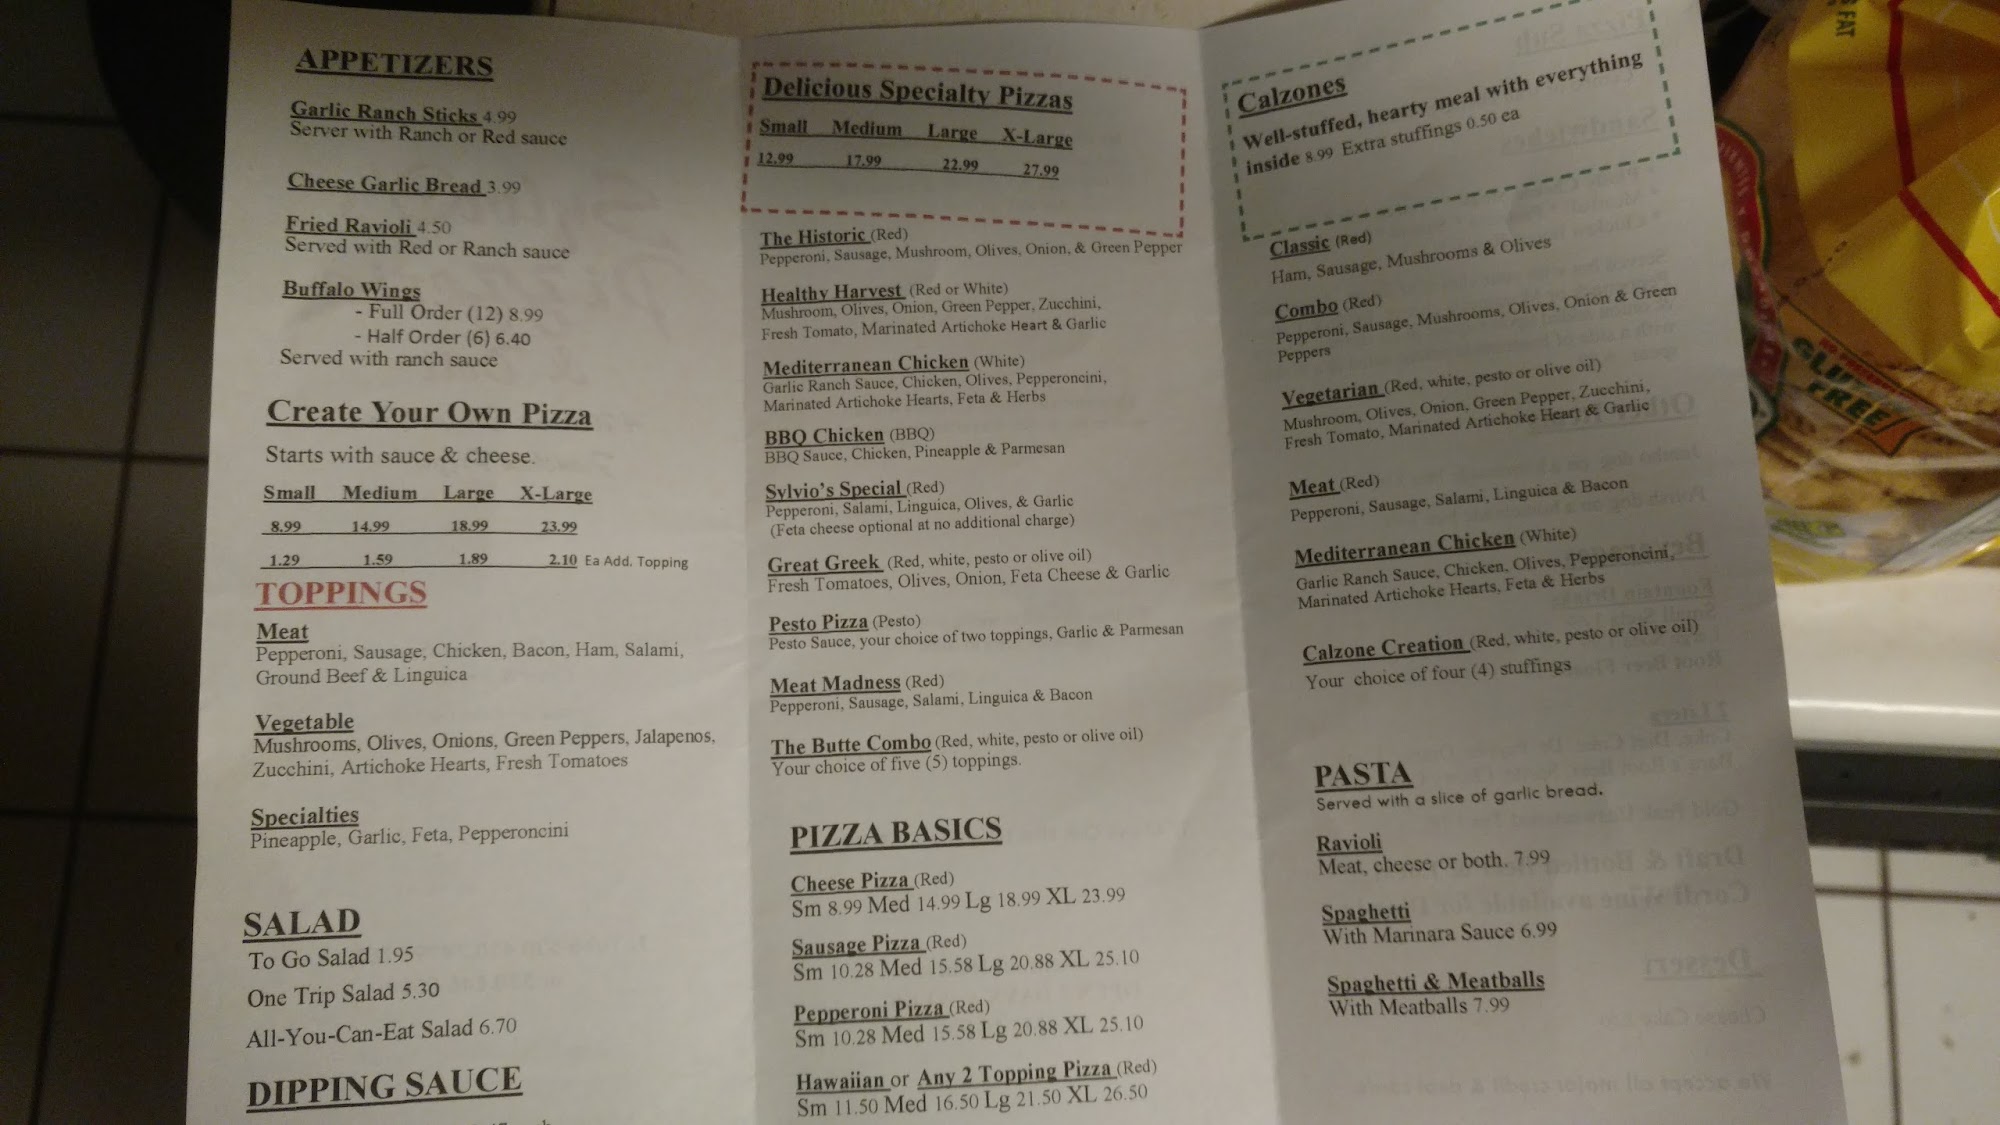 APPETIZERS
Garlic Ranch Sticks 4.99
Server with Ranch or Red sauce
Cheese Garlic Bread 3.99
Fried Ravioli 4.50
Served with Red or Ranch sauce
Buffalo Wings
- Full Order (12) 8.99
- Half Order (6) 6.40
Served with ranch sauce
Create Your Own Pizza
Starts with sauce & cheese.
Small Medium Large X-Large
8.99 14.99 18.99 23.99
1.29 1.59 1.89 2.10 Ea Add. Topping
TOPPINGS
Meat
Pepperoni, Sausage, Chicken, Bacon, Ham, Salami,
Ground Beef & Linguica
Vegetable
Mushrooms, Olives, Onions, Green Peppers, Jalapenos,
Zucchini, Artichoke Hearts, Fresh Tomatoes
Specialties
Pineapple, Garlic, Feta, Pepperoncini
SALAD
To Go Salad 1.95
One Trip Salad 5.30
All-You-Can-Eat Salad 6.70
DIPPING SAUCE
Delicious Specialty Pizzas
Small Medium Large X-Large
12.99 17.99 22.99 27.99
The Historic (Red)
Pepperoni, Sausage, Mushroom, Olives, Onion, & Green Pepper
Healthy Harvest (Red or White)
Mushroom, Olives, Onion, Green Pepper, Zucchini,
Fresh Tomato, Marinated Artichoke Heart & Garlic
Mediterranean Chicken (White)
Garlic Ranch Sauce, Chicken, Olives, Pepperoncini,
Marinated Artichoke Hearts, Feta & Herbs
BBQ Chicken (BBQ)
BBQ Sauce, Chicken, Pineapple & Parmesan
Sylvio's Special (Red)
Pepperoni, Salami, Linguica, Olives, & Garlic
(Feta cheese optional at no additional charge)
Great Greek (Red, white, pesto or olive oil)
Fresh Tomatoes, Olives, Onion, Feta Cheese & Garlic
Pesto Pizza (Pesto)
Pesto Sauce, your choice of two toppings, Garlic & Parmesan
Meat Madness (Red)
Pepperoni, Sausage, Salami, Linguica & Bacon
The Butte Combo (Red, white, pesto or olive oil)
Your choice of five (5) toppings.
PIZZA BASICS
Cheese Pizza (Red)
Sm 8.99 Med 14.99 Lg 18.99 XL 23.99
Sausage Pizza (Red)
Sm 10.28 Med 15.58 Lg 20.88 XL 25.10
Pepperoni Pizza (Red)
Sm 10.28 Med 15.58 Lg 20.88 XL 25.10
Hawaiian or Any 2 Topping Pizza (Red)
Sm 11.50 Med 16.50 Lg 21.50 XL 26.50
Calzones
Well-stuffed, hearty meal with everything
inside 8.99 Extra stuffings 0.50 ea
Classic (Red)
Ham, Sausage, Mushrooms & Olives
Combo (Red)
Pepperoni, Sausage, Mushrooms, Olives, Onion & Green
Peppers
Vegetarian (Red, white, pesto or olive oil)
Mushroom, Olives, Onion, Green Pepper, Zucchini,
Fresh Tomato, Marinated Artichoke Heart & Garlic
Meat (Red)
Pepperoni, Sausage, Salami, Linguica & Bacon
Mediterranean Chicken (White)
Garlic Ranch Sauce, Chicken, Olives, Pepperoncini,
Marinated Artichoke Hearts, Feta & Herbs
Calzone Creation (Red, white, pesto or olive oil)
Your choice of four (4) stuffings
PASTA
Served with a slice of garlic bread.
Ravioli
Meat, cheese or both. 7.99
Spaghetti
With Marinara Sauce 6.99
Spaghetti & Meatballs
With Meatballs 7.99
FAT
GLUTEN
FREE